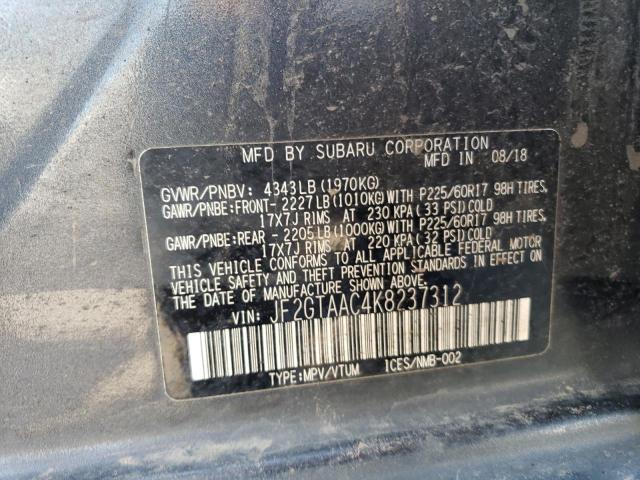 MFD BY SUBARU CORPORATION
MFD IN 08/18
GVWR/PNBV: 4343LB(1970KG)
GAWR/PNBE:FRONT-2227LB(1010KG)WITH P225/60R17 98H TIRES,
17X7J RIMS AT 230 KPA(33 PSI)COLD
GAWR/PNBE:REAR -2205LB(1000KG)WITH P225/60R17 98H TIRES,
17X7J RIMS AT 220 KPA(32 PSI)COLD
THIS VEHICLE CONFORMS TO ALL APPLICABLE FEDERAL MOTOR
VEHICLE SAFETY, BUMPER, AND THEFT PREVENTION STANDARDS
IN EFFECT ON THE DATE OF MANUFACTURE SHOWN ABOVE.
VIN: JF2GTAAC4K8237312
TYPE:MPV/VTUM ICES/NMB-002